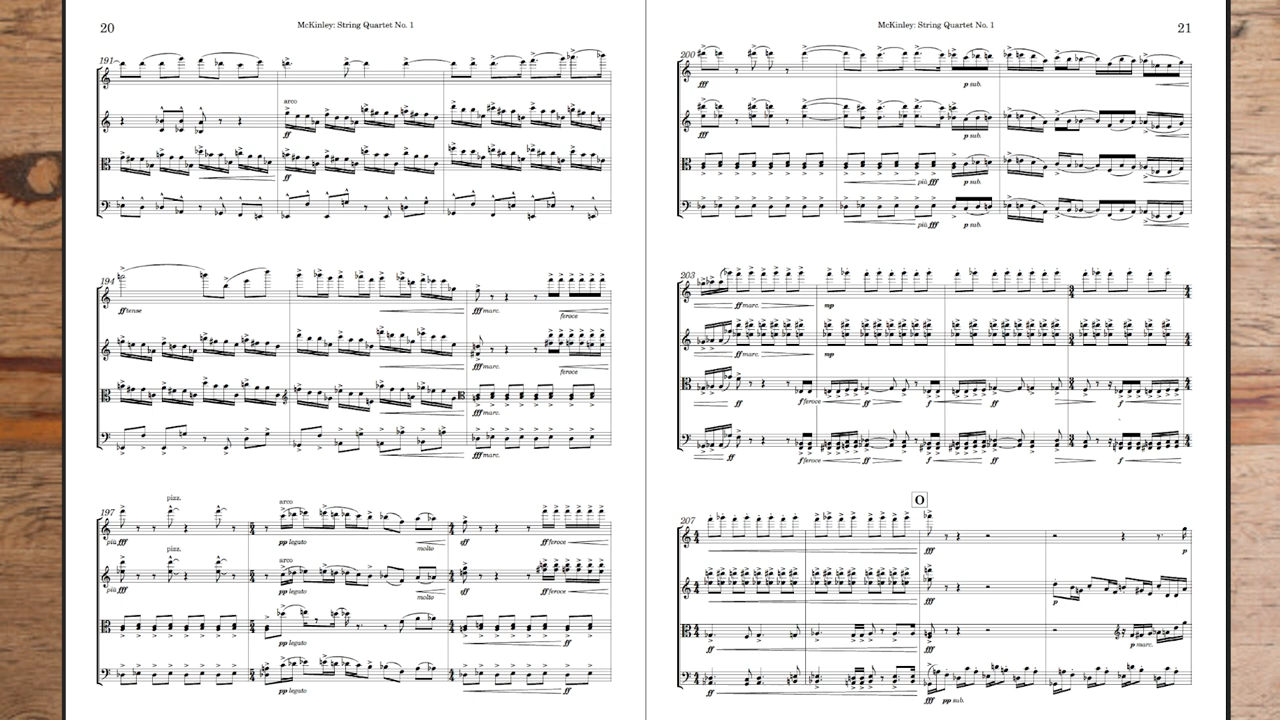 20
McKinley: String Quartet No. 1
191
arco
ff
ff
194
ff tense
ff marc.
feroce
ff marc.
feroce
ff marc.
ff marc.
197
pizz.
arco
più fff
pp legato
molto
sff
ff feroce
pizz.
arco
più fff
pp legato
molto
sff
ff feroce
pp legato
fff
pp legato
ff
McKinley: String Quartet No. 1
21
200
fff
p sub.
fff
p sub.
più fff
p sub.
più fff
p sub.
203
ff marc.
mp
ff marc.
mp
ff
f feroce
ff
f
ff
f
ff
f feroce
ff
f
ff
f
O
207
fff
p
fff
p
ff
fff
p marc.
ff
fff
pp sub.